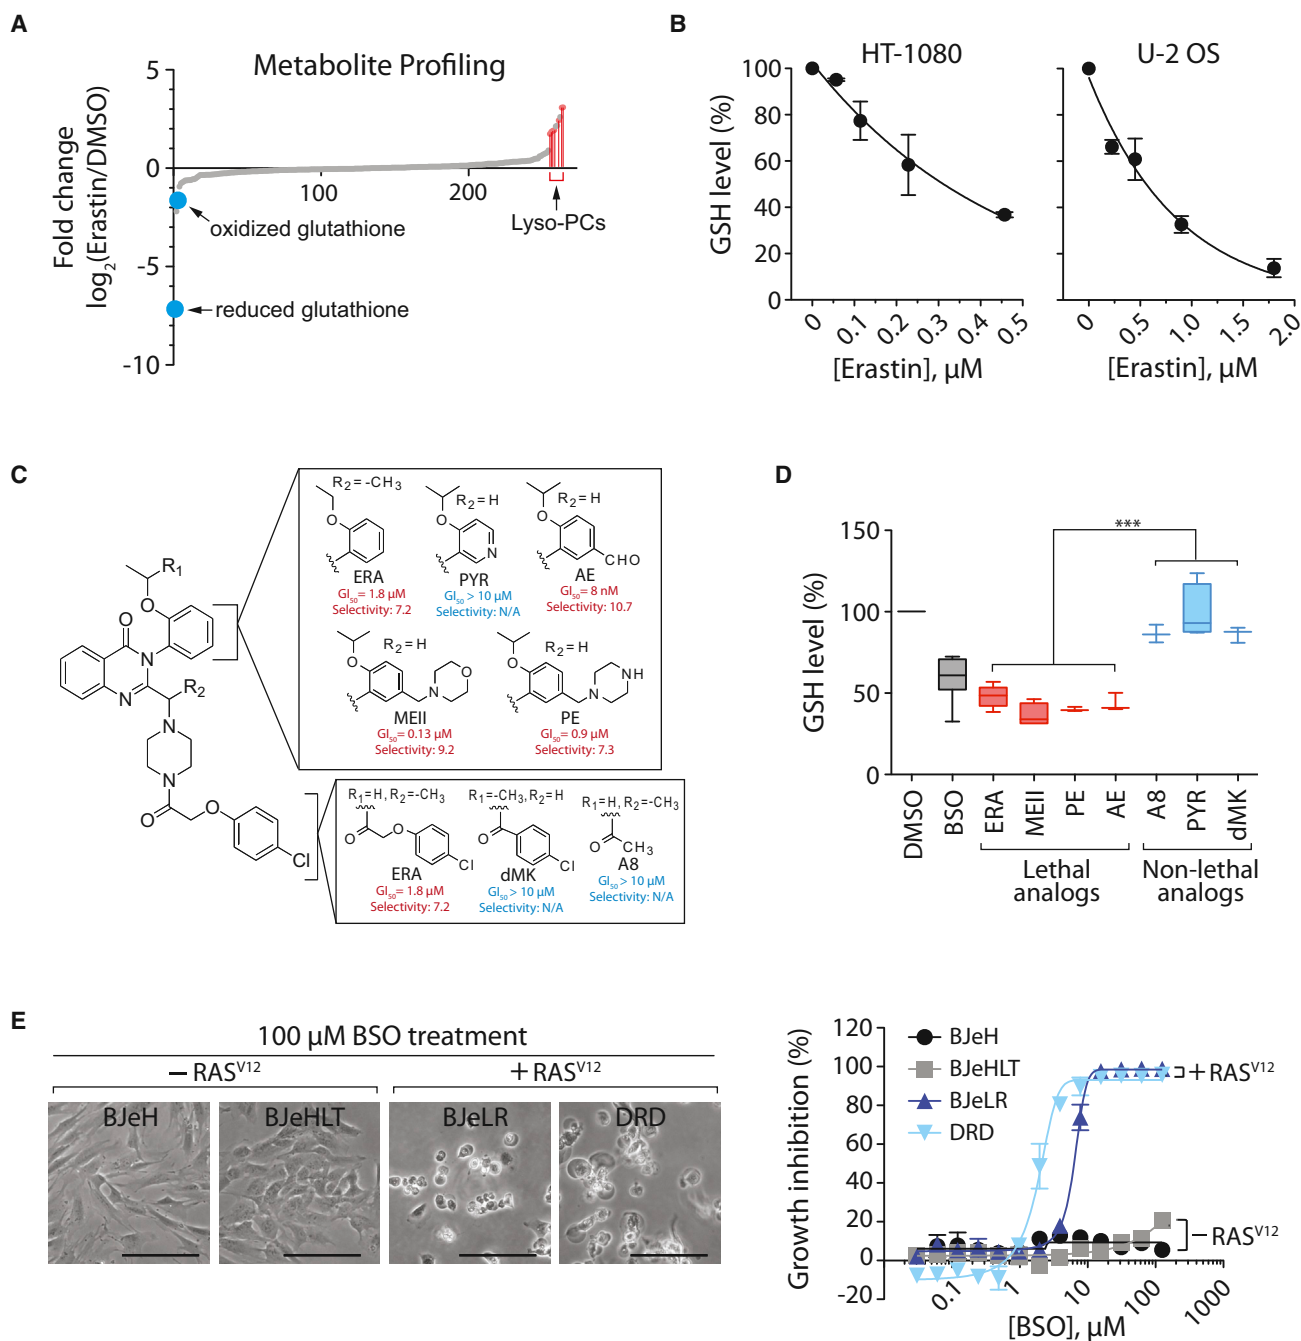 A
Metabolite Profiling
Fold change
log2(Erastin/DMSO)
5
0
-5
-10
100
200
oxidized glutathione
reduced glutathione
Lyso-PCs
B
HT-1080
GSH level (%)
100
80
60
40
20
0
0
0.1
0.2
0.3
0.4
0.5
[Erastin], µM
U-2 OS
0
0.5
1.0
1.5
2.0
[Erastin], µM
C
R1
O
O
N
N
R2
N
N
O
O
Cl
R2= -CH3
O
ERA
GI50= 1.8 µM
Selectivity: 7.2
R2= H
O
N
PYR
GI50 > 10 µM
Selectivity: N/A
R2= H
O
CHO
AE
GI50= 8 nM
Selectivity: 10.7
R2= H
O
N
O
MEII
GI50= 0.13 µM
Selectivity: 9.2
R2= H
O
N
NH
PE
GI50= 0.9 µM
Selectivity: 7.3
R1=H, R2=-CH3
O
O
Cl
ERA
GI50= 1.8 µM
Selectivity: 7.2
R1=-CH3, R2=H
O
Cl
dMK
GI50 > 10 µM
Selectivity: N/A
R1=H, R2=-CH3
O
CH3
A8
GI50 > 10 µM
Selectivity: N/A
D
GSH level (%)
150
100
50
0
***
DMSO
BSO
ERA
MEII
PE
AE
A8
PYR
dMK
Lethal
analogs
Non-lethal
analogs
E
100 µM BSO treatment
– RASV12
+ RASV12
BJeH
BJeHLT
BJeLR
DRD
Growth inhibition (%)
120
100
80
60
40
20
0
-20
BJeH
BJeHLT
BJeLR
DRD
+ RASV12
– RASV12
0.1
1
10
100
1000
[BSO], µM